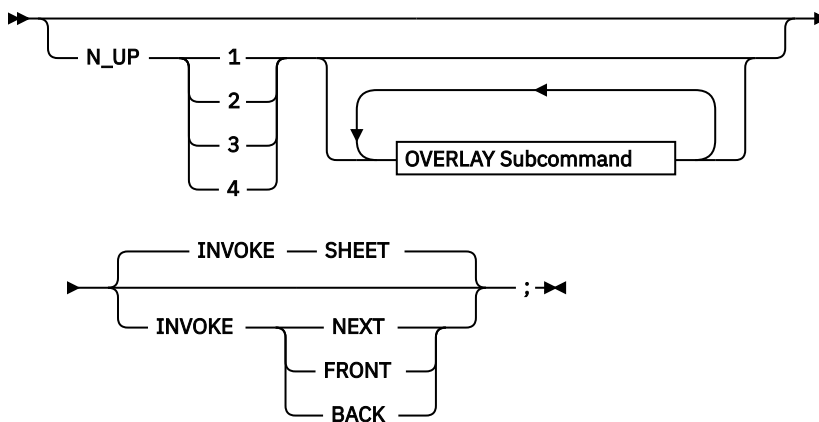 N_UP 1
2
3
4
OVERLAY Subcommand
INVOKE SHEET
;
INVOKE NEXT
FRONT
BACK